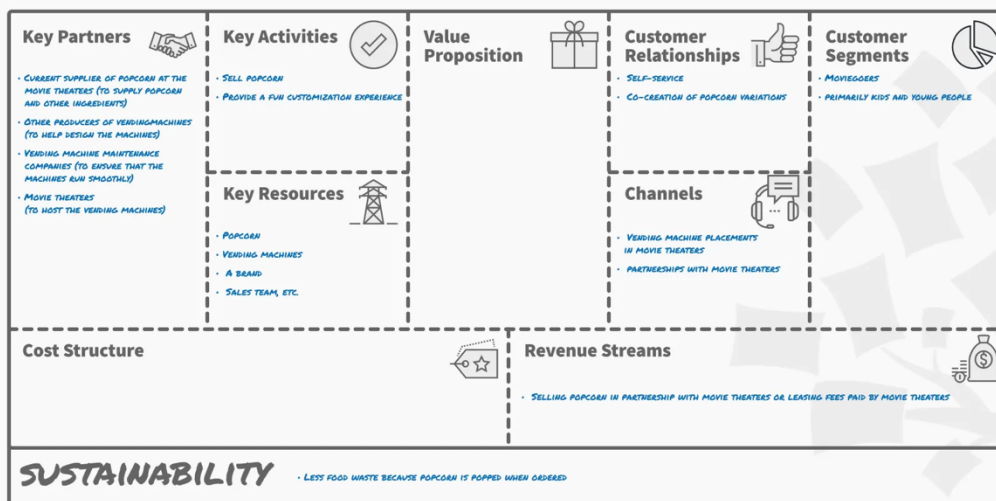 Key Partners
• CURRENT SUPPLIER OF POPCORN AT THE
MOVIE THEATERS (TO SUPPLY POPCORN
AND OTHER INGREDIENTS)
• OTHER PRODUCERS OF VENDINGMACHINES
(TO HELP DESIGN THE MACHINES)
• VENDING MACHINE MAINTENANCE
COMPANIES (TO ENSURE THAT THE
MACHINES RUN SMOOTHLY)
• MOVIE THEATERS
(TO HOST THE VENDING MACHINES)
Key Activities
• SELL POPCORN
• PROVIDE A FUN CUSTOMIZATION EXPERIENCE
Key Resources
• POPCORN
• VENDING MACHINES
• A BRAND
• SALES TEAM, ETC.
Value
Proposition
Customer
Relationships
• SELF-SERVICE
• CO-CREATION OF POPCORN VARIATIONS
Channels
• VENDING MACHINE PLACEMENTS
IN MOVIE THEATERS
• PARTNERSHIPS WITH MOVIE THEATERS
Customer
Segments
• MOVIEGOERS
• PRIMARILY KIDS AND YOUNG PEOPLE
Cost Structure
Revenue Streams
• SELLING POPCORN IN PARTNERSHIP WITH MOVIE THEATERS OR LEASING FEES PAID BY MOVIE THEATERS
SUSTAINABILITY
• LESS FOOD WASTE BECAUSE POPCORN IS POPPED WHEN ORDERED